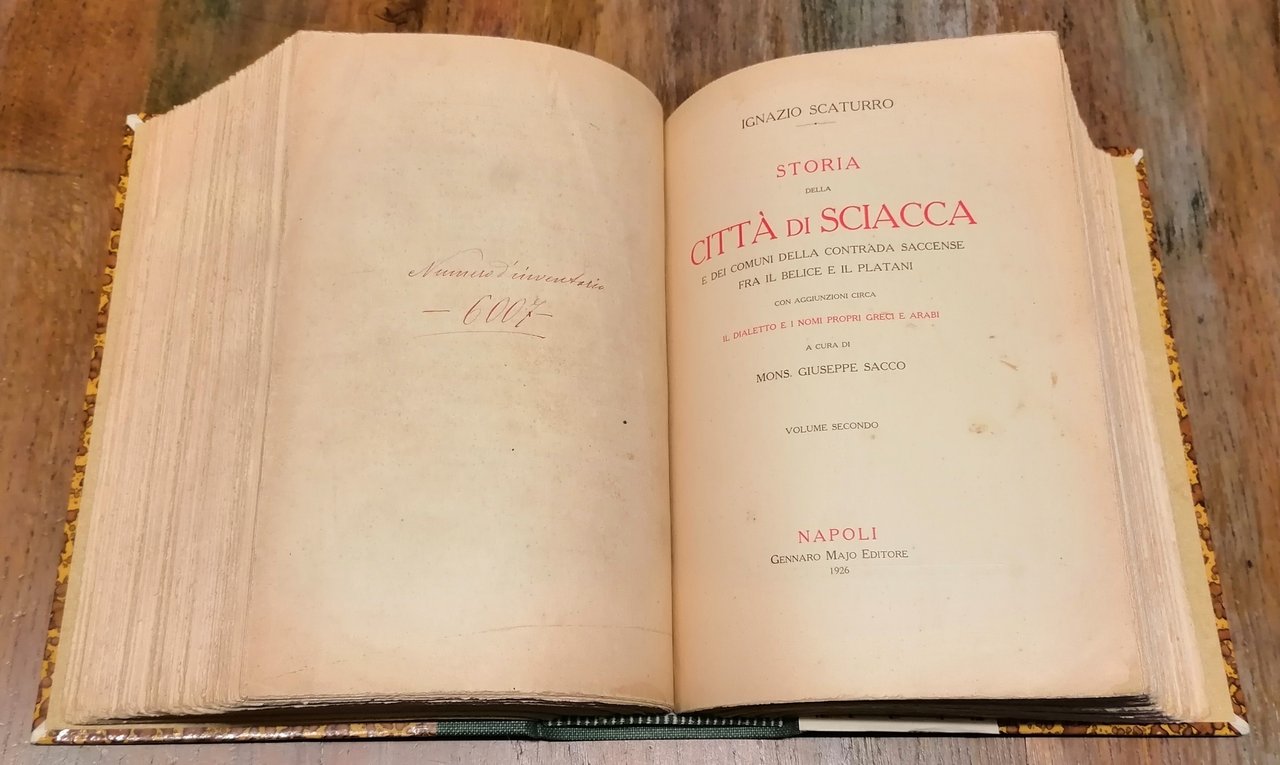 Numero d'inventario
— 6007 —
IGNAZIO SCATURRO
STORIA
DELLA
CITTÀ DI SCIACCA
E DEI COMUNI DELLA CONTRADA SACCENSE
FRA IL BELICE E IL PLATANI
CON AGGIUNZIONI CIRCA
IL DIALETTO E I NOMI PROPRI GRECI E ARABI
A CURA DI
MONS. GIUSEPPE SACCO
VOLUME SECONDO
NAPOLI
GENNARO MAJO EDITORE
1926